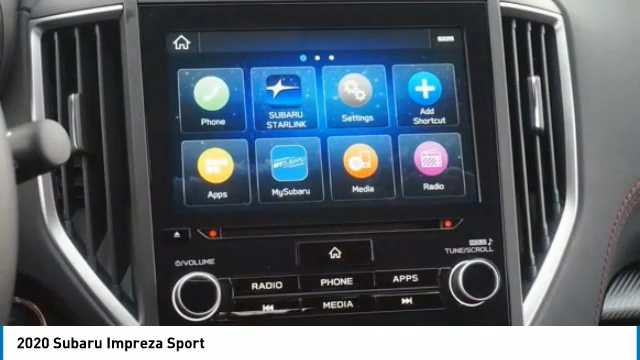 Phone
SUBARU
STARLINK
Settings
Add
Shortcut
Apps
MYSUBARU
MySubaru
Media
Radio
VOLUME
TUNE/SCROLL
RADIO
PHONE
APPS
MEDIA
2020 Subaru Impreza Sport